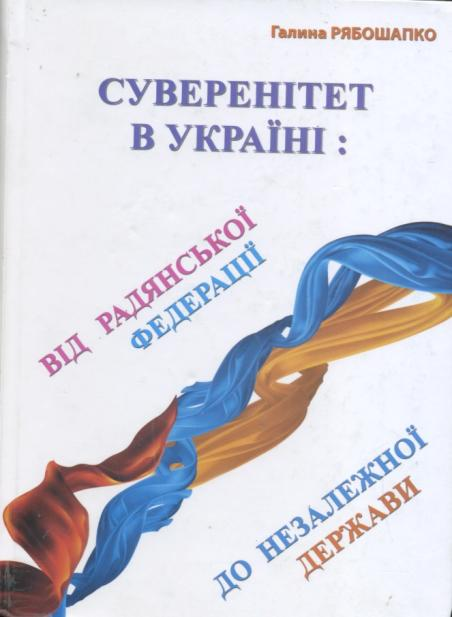 Галина РЯБОШАПКО
СУВЕРЕНІТЕТ
В УКРАЇНІ :
ВІД РАДЯНСЬКОЇ
ФЕДЕРАЦІЇ
ДО НЕЗАЛЕЖНОЇ
ДЕРЖАВИ